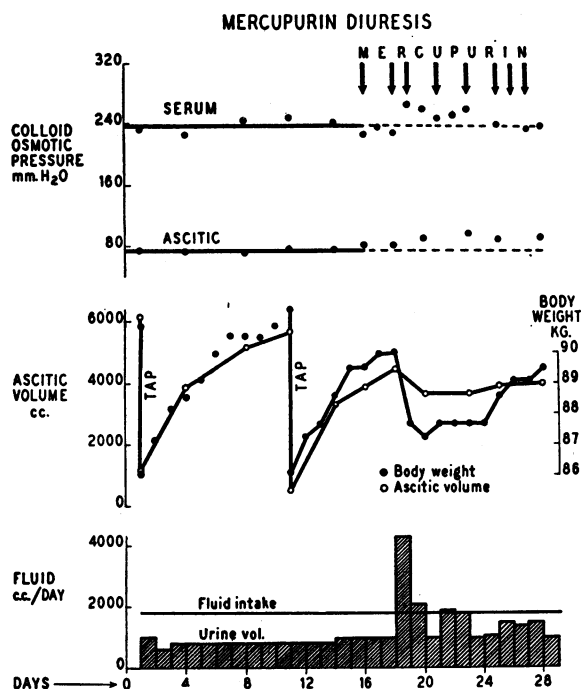 MERCUPURIN DIURESIS
MERCUPURIN
320
240
160
80
COLLOID
OSMOTIC
PRESSURE
mm. H₂O
SERUM
ASCITIC
6000
4000
2000
0
ASCITIC
VOLUME
cc.
TAP
TAP
BODY
WEIGHT
KG.
90
89
88
87
86
Body weight
Ascitic volume
4000
2000
0
FLUID
c.c./DAY
Fluid intake
Urine vol.
DAYS
0 4 8 12 16 20 24 28